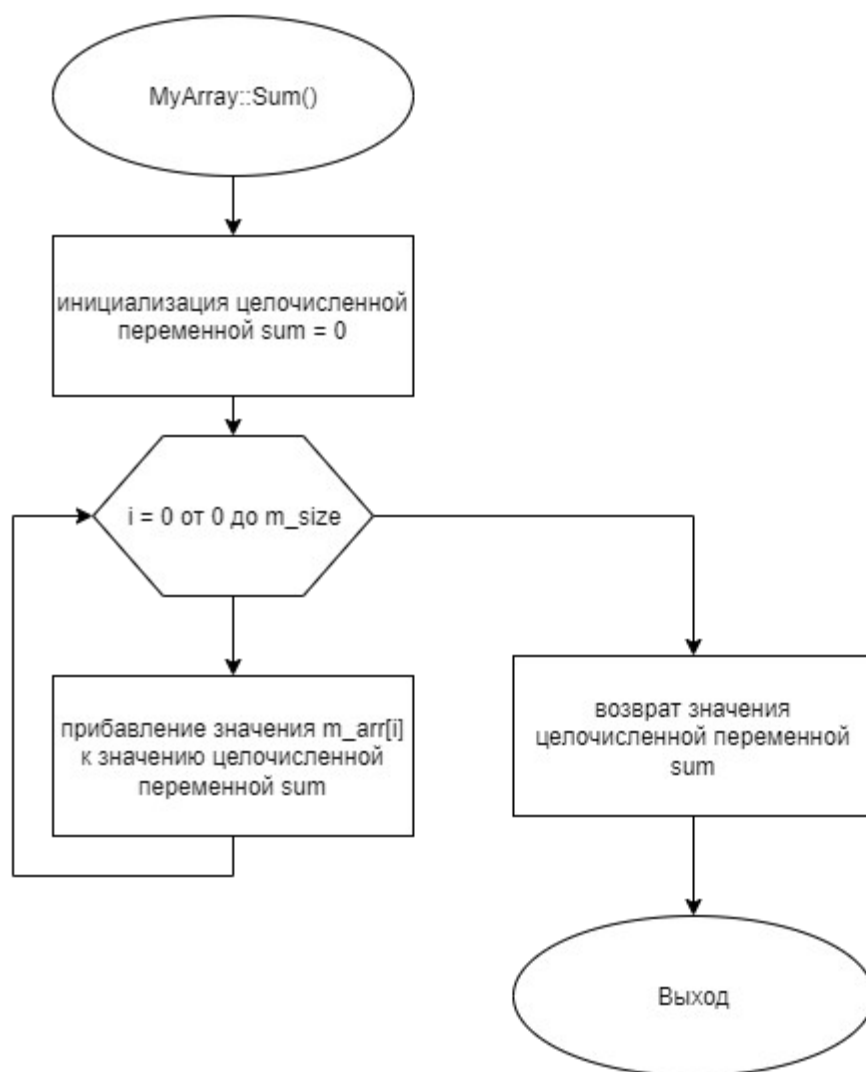 MyArray::Sum()
инициализация целочисленной
переменной sum = 0
i = 0 от 0 до m_size
прибавление значения m_arr[i]
к значению целочисленной
переменной sum
возврат значения
целочисленной переменной
sum
Выход